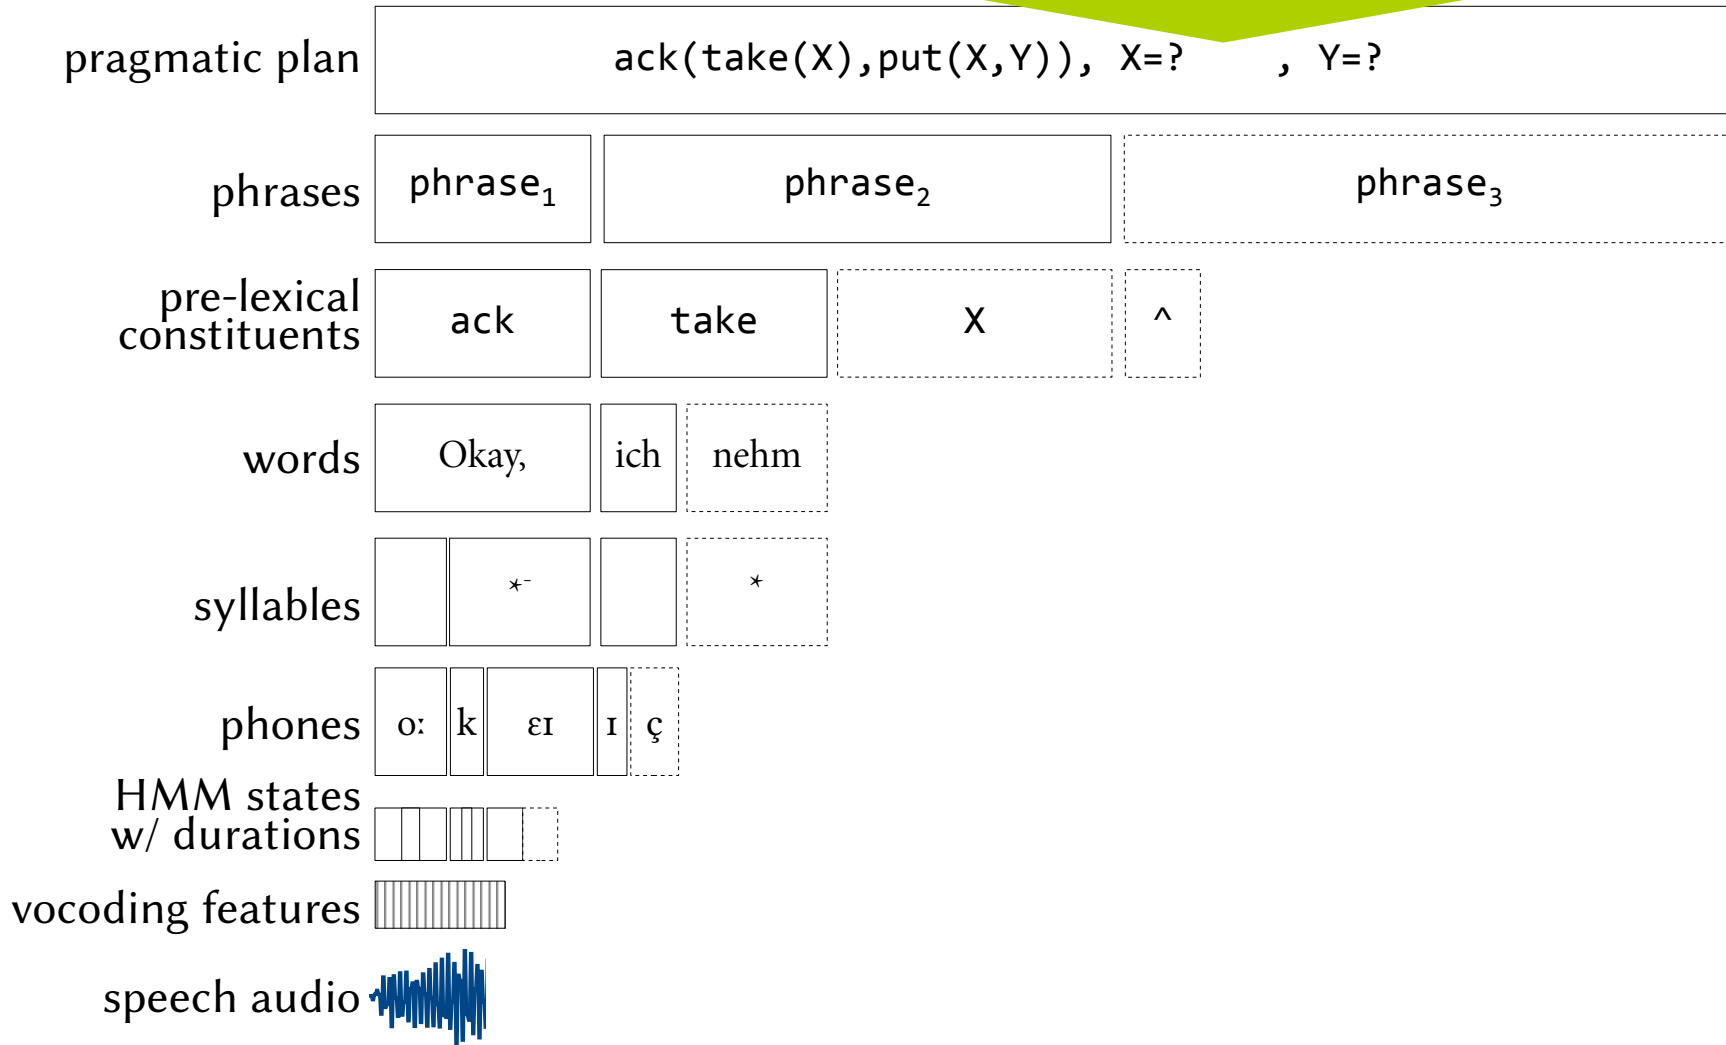 pragmatic plan ack(take(X),put(X,Y)), X=? , Y=?
phrases phrase₁ phrase₂ phrase₃
pre-lexical
constituents ack take X ^
words Okay, ich nehm
syllables *- *
phones oː k ɛɪ ɪ ç
HMM states
w/ durations
vocoding features
speech audio